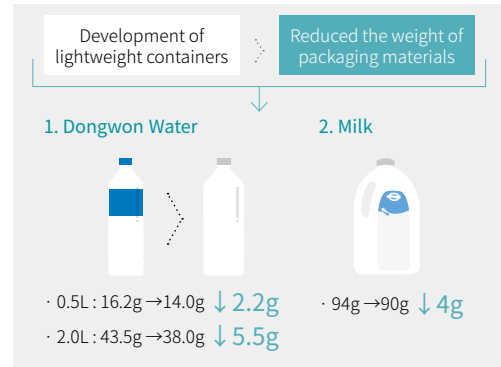 Development of
lightweight containers
Reduced the weight of
packaging materials
1. Dongwon Water
2. Milk
· 0.5L : 16.2g →14.0g ↓2.2g
· 2.0L : 43.5g →38.0g ↓5.5g
· 94g →90g ↓4g